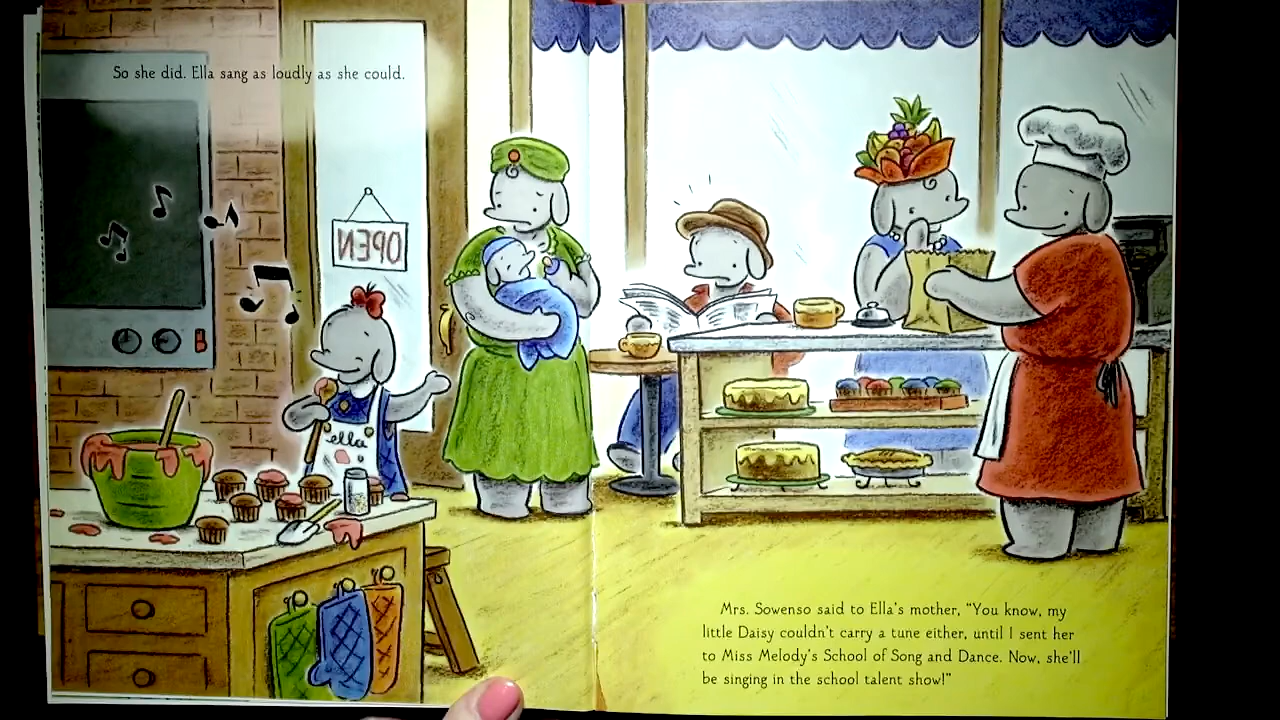 So she did. Ella sang as loudly as she could.
OPEN
ella
Mrs. Sowenso said to Ella's mother, "You know, my
little Daisy couldn't carry a tune either, until I sent her
to Miss Melody's School of Song and Dance. Now, she'll
be singing in the school talent show!"